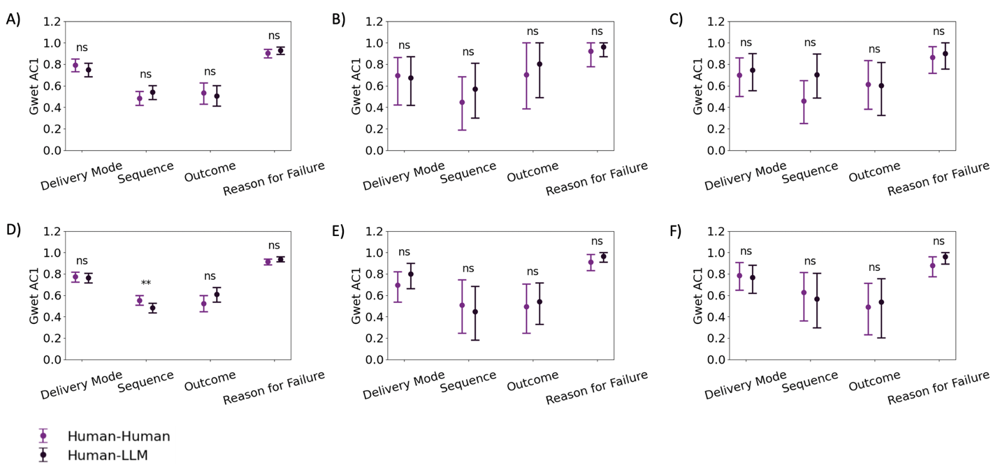 A)
Gwet AC1
1.2
1.0
0.8
0.6
0.4
0.2
0.0
ns
ns
ns
ns
Delivery Mode
Sequence
Outcome
Reason for Failure
B)
Gwet AC1
1.2
1.0
0.8
0.6
0.4
0.2
0.0
ns
ns
ns
ns
Delivery Mode
Sequence
Outcome
Reason for Failure
C)
Gwet AC1
1.2
1.0
0.8
0.6
0.4
0.2
0.0
ns
ns
ns
ns
Delivery Mode
Sequence
Outcome
Reason for Failure
D)
Gwet AC1
1.2
1.0
0.8
0.6
0.4
0.2
0.0
ns
**
ns
ns
Delivery Mode
Sequence
Outcome
Reason for Failure
E)
Gwet AC1
1.2
1.0
0.8
0.6
0.4
0.2
0.0
ns
ns
ns
ns
Delivery Mode
Sequence
Outcome
Reason for Failure
F)
Gwet AC1
1.2
1.0
0.8
0.6
0.4
0.2
0.0
ns
ns
ns
ns
Delivery Mode
Sequence
Outcome
Reason for Failure
Human-Human
Human-LLM